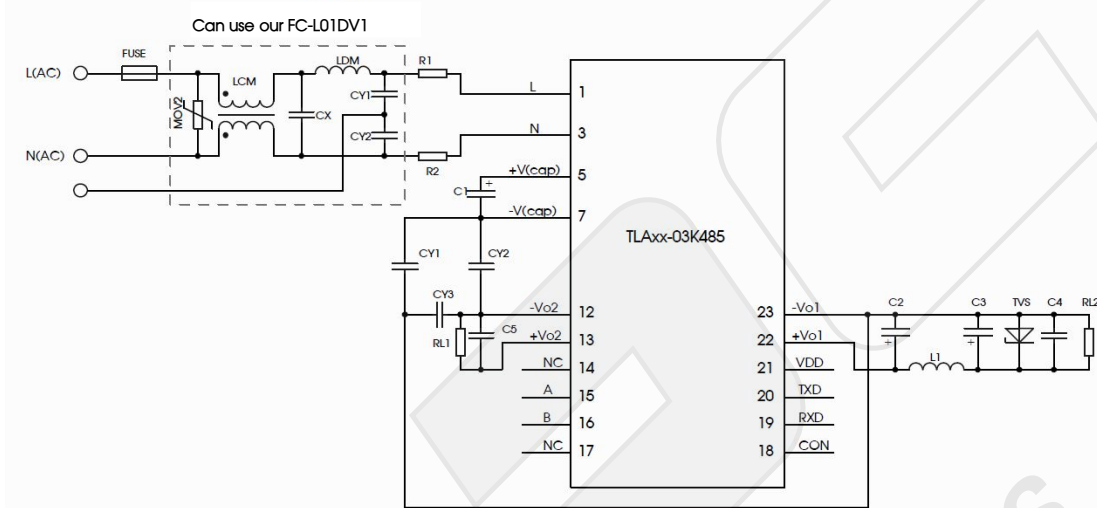 Can use our FC-L01DV1
FUSE
L(AC)
LCM
LDM
R1
MOV2
CX
CY1
CY2
N(AC)
R2
L
1
N
3
+V(cap)
5
C1
+
-V(cap)
7
TLAxx-03K485
CY1
CY2
CY3
-Vo2
12
C5
RL1
+Vo2
13
NC
14
A
15
B
16
NC
17
23
-Vo1
22
+Vo1
21
VDD
20
TXD
19
RXD
18
CON
C2
+
L1
C3
+
TVS
C4
RL2